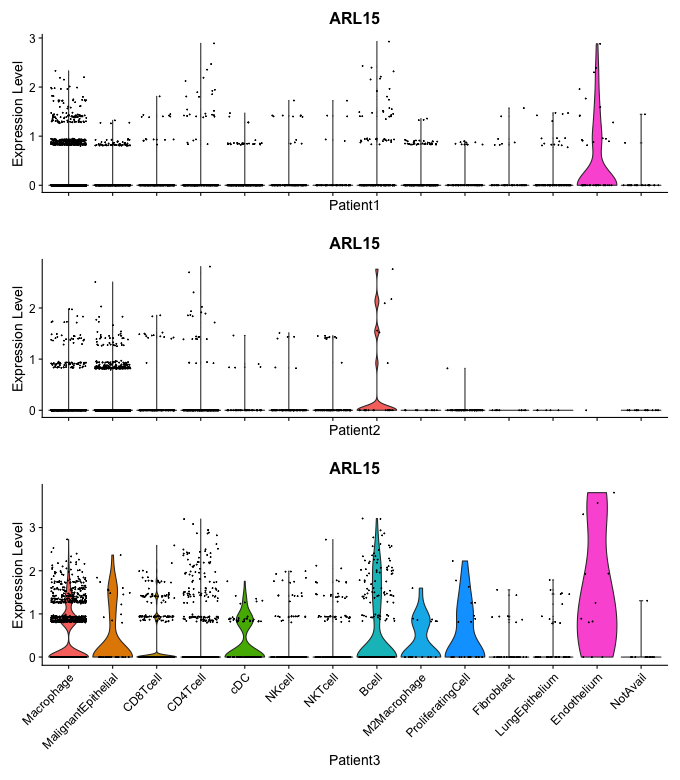 ARL15
Expression Level
3
2
1
0
Patient1
ARL15
Expression Level
2
1
0
Patient2
ARL15
Expression Level
3
2
1
0
Macrophage
MalignantEpithelial
CD8Tcell
CD4Tcell
cDC
NKcell
NKTcell
Bcell
M2Macrophage
ProliferatingCell
Fibroblast
LungEpithelium
Endothelium
NotAvail
Patient3